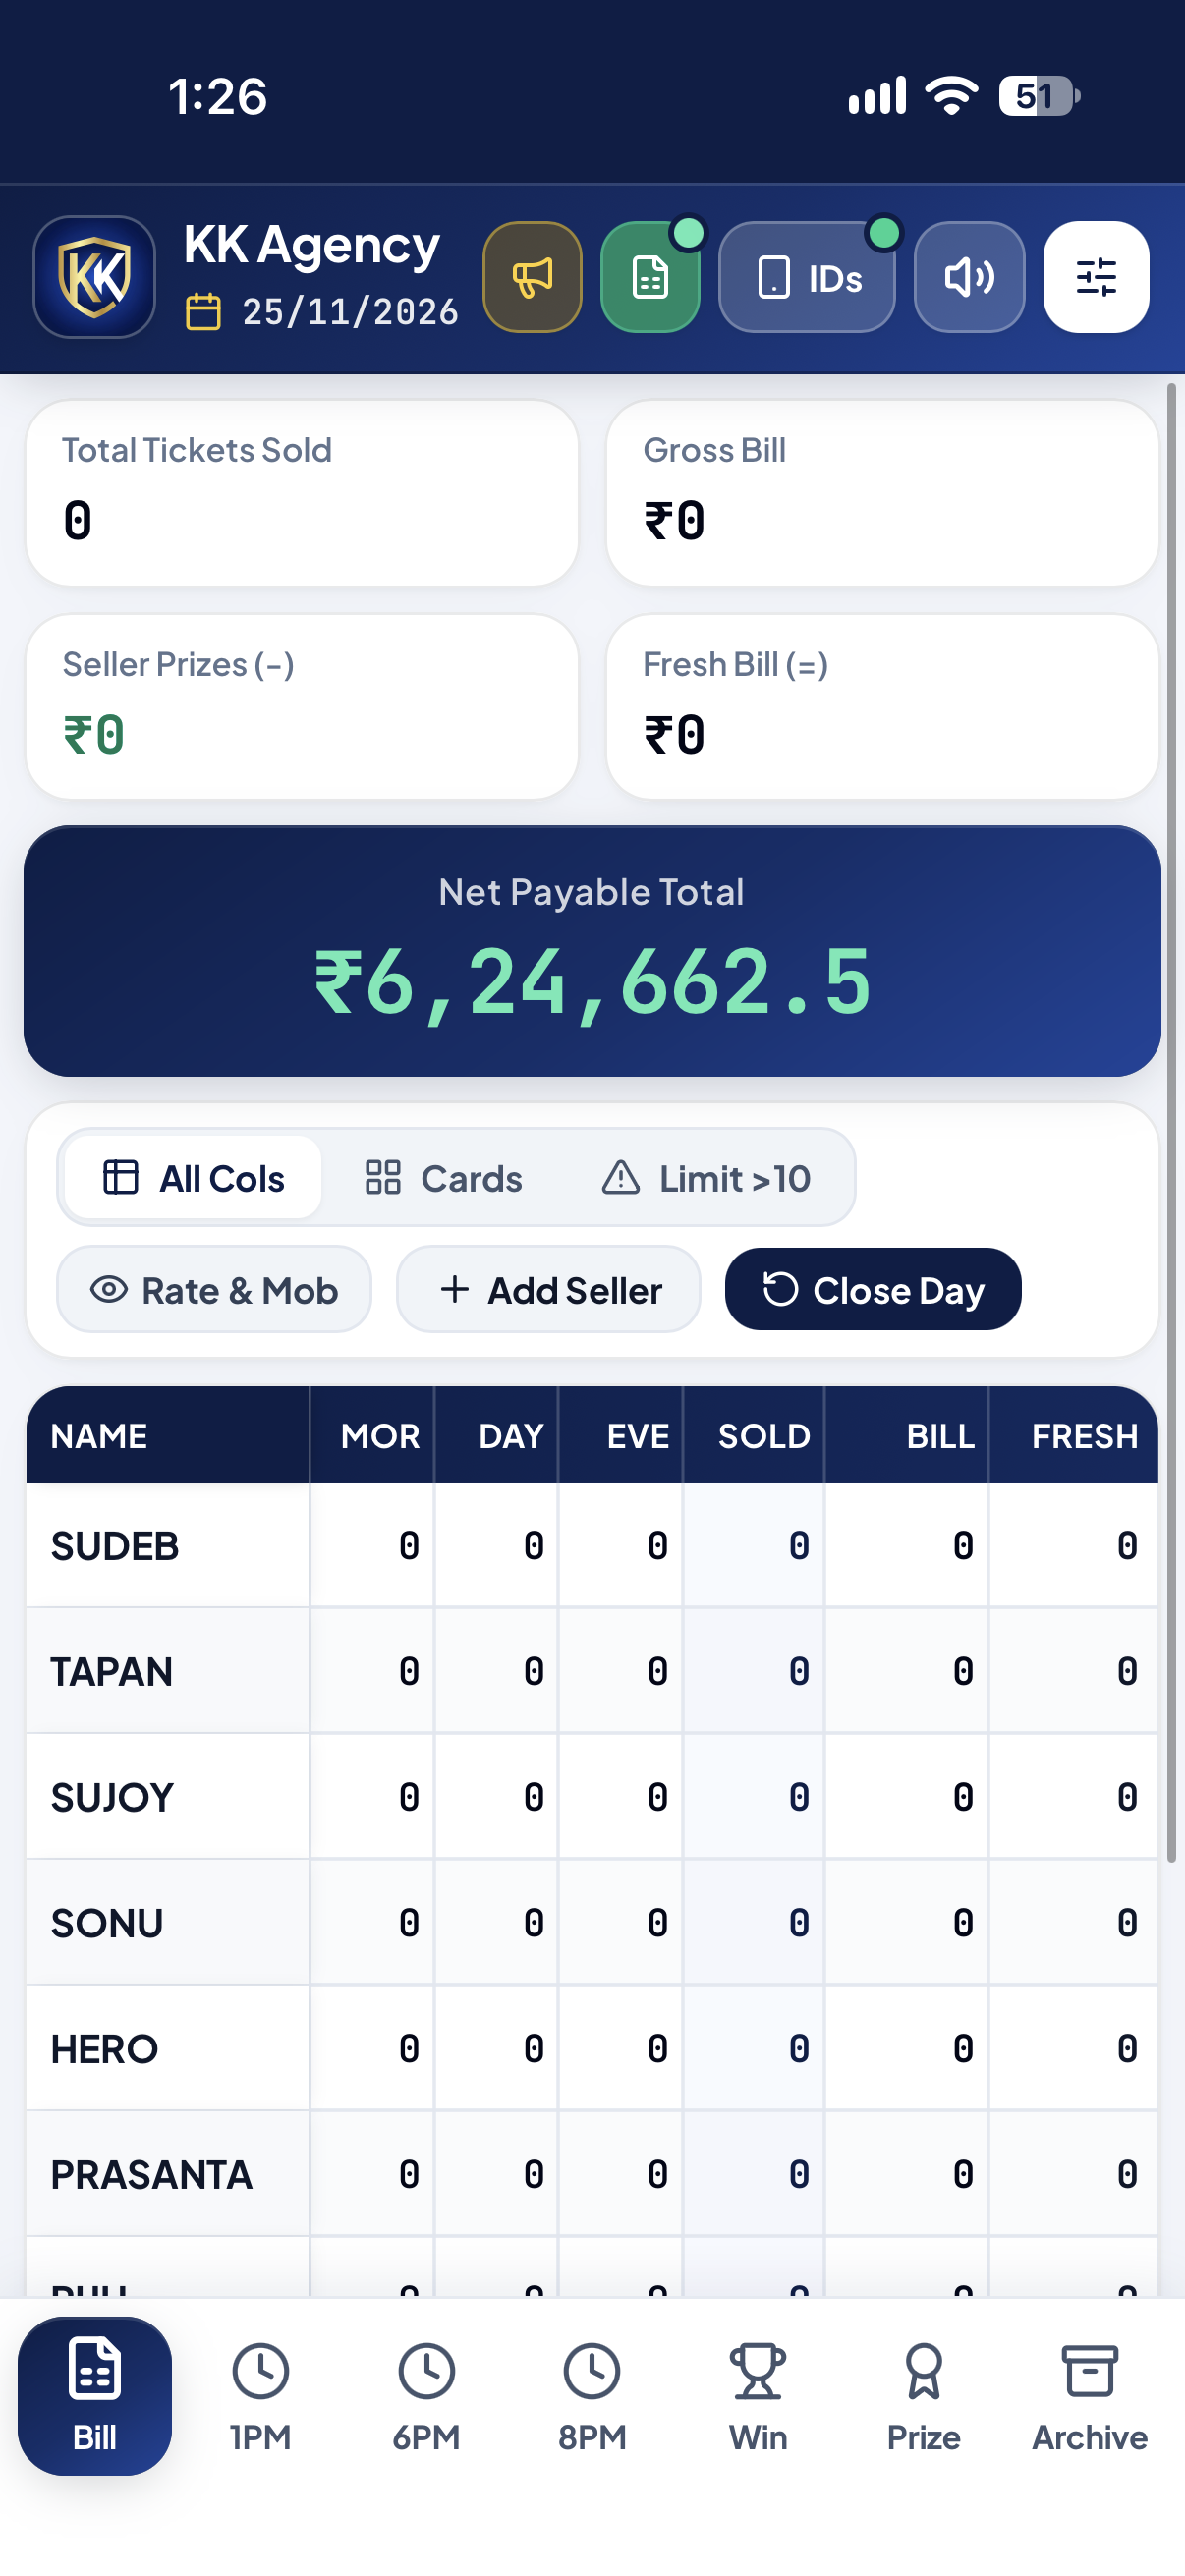 1:26
51
KK
KK Agency
25/11/2026
IDs
Total Tickets Sold
0
Gross Bill
₹0
Seller Prizes (-)
₹0
Fresh Bill (=)
₹0
Net Payable Total
₹6,24,662.5
All Cols Cards Limit >10
Rate & Mob Add Seller Close Day
NAME MOR DAY EVE SOLD BILL FRESH
SUDEB 0 0 0 0 0 0
TAPAN 0 0 0 0 0 0
SUJOY 0 0 0 0 0 0
SONU 0 0 0 0 0 0
HERO 0 0 0 0 0 0
PRASANTA 0 0 0 0 0 0
Bill 1PM 6PM 8PM Win Prize Archive